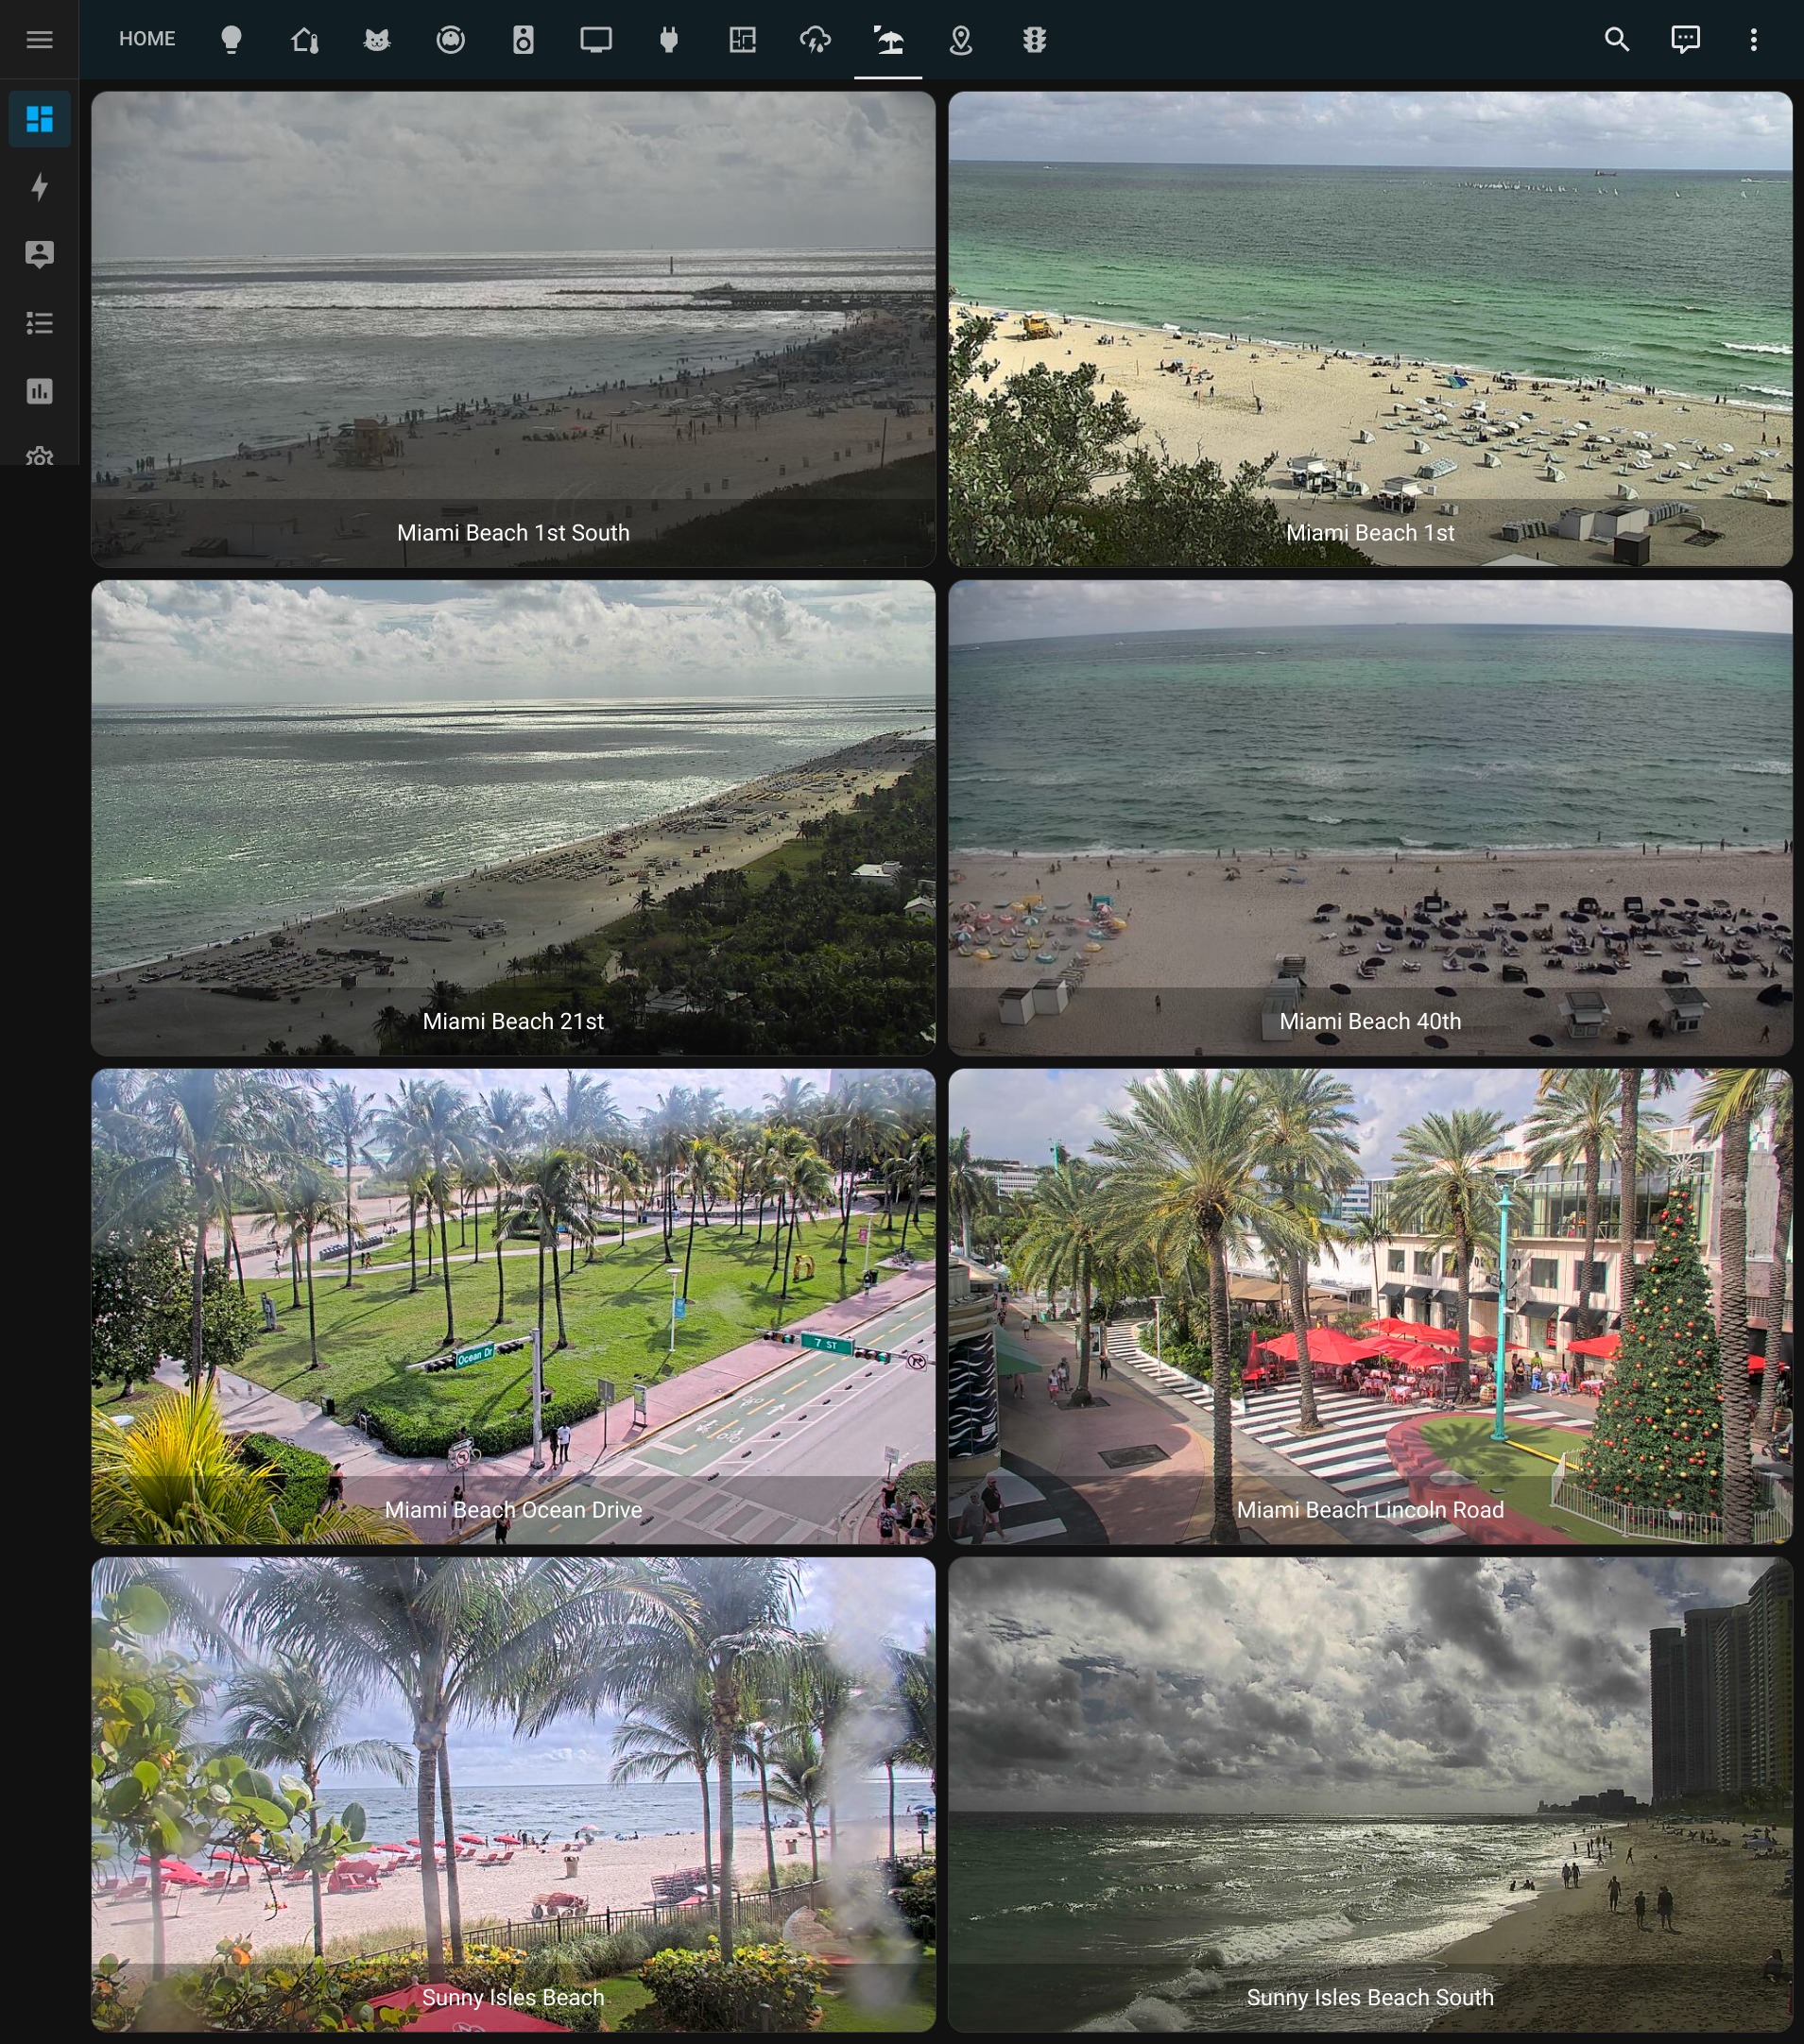 HOME
Miami Beach 1st South
Miami Beach 1st
Miami Beach 21st
Miami Beach 40th
Ocean Dr
7 ST
Miami Beach Ocean Drive
Miami Beach Lincoln Road
Sunny Isles Beach
Sunny Isles Beach South